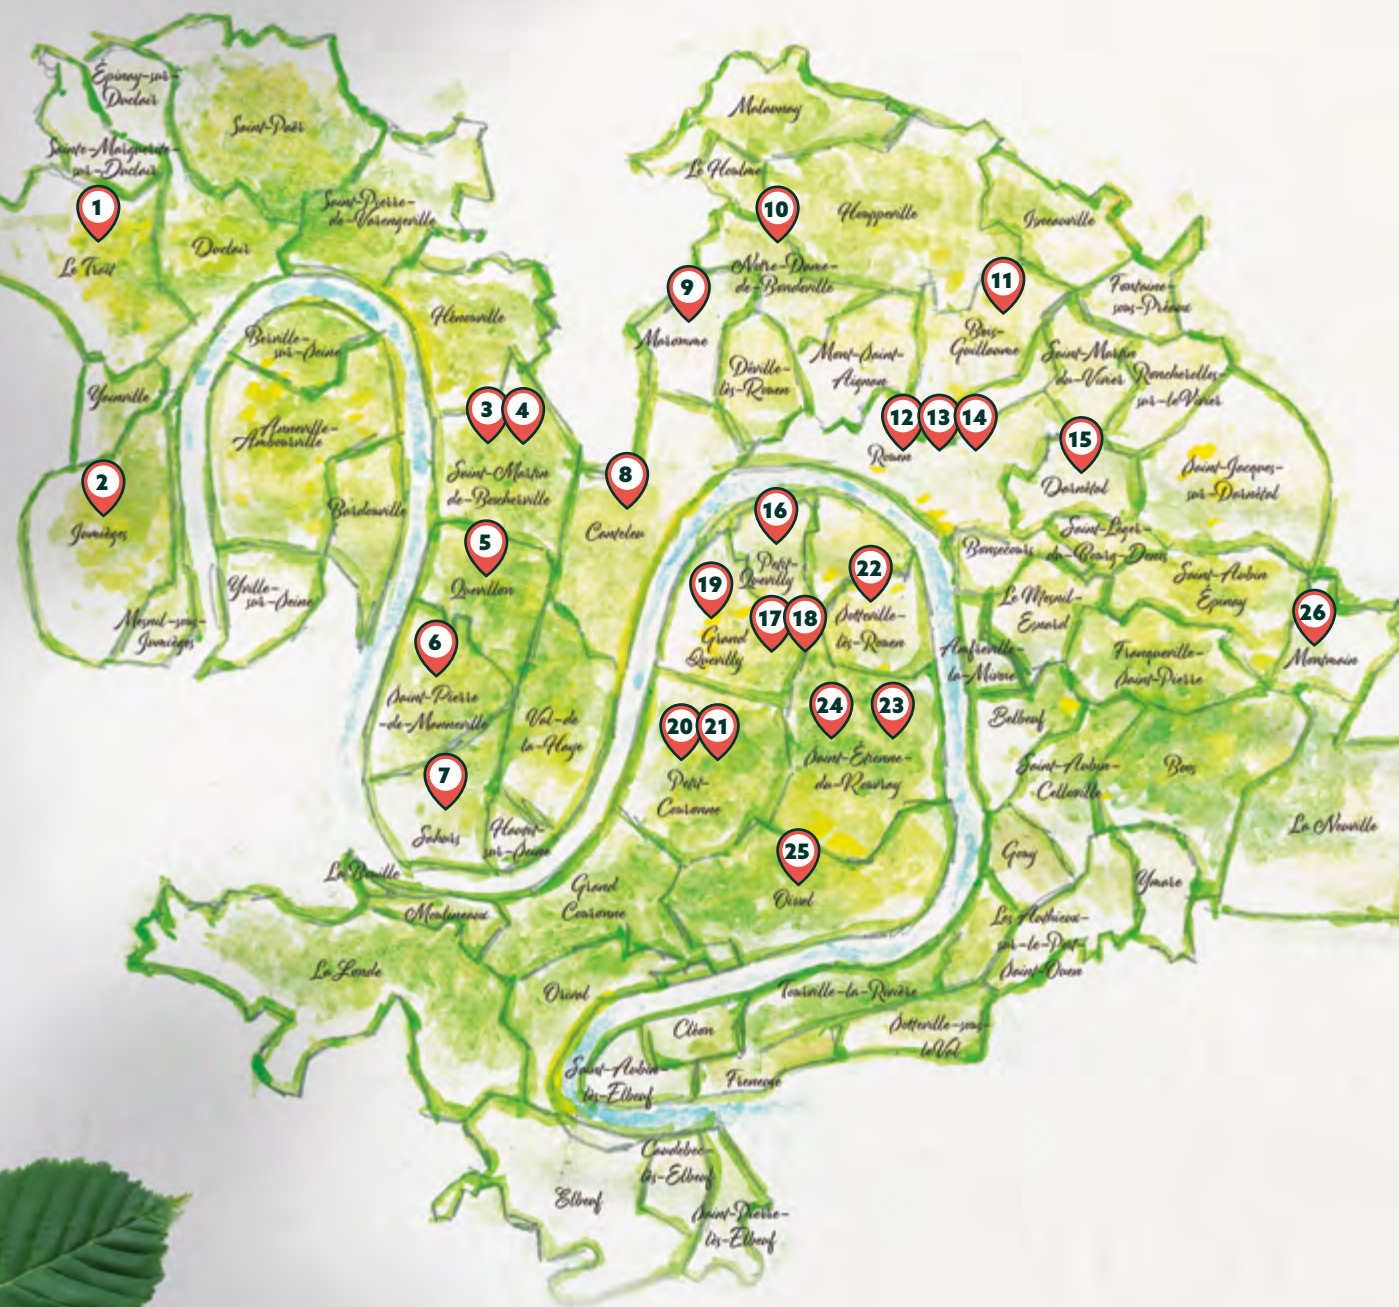 Épinay-sur-
Duclair
Saint-Paër
Sainte-Marguerite-
sur-Duclair
1
Le Trait
Duclair
Saint-Pierre-
de-Varengeville
Hénouville
Berville-
sur-Seine
Yainville
Anneville-
Ambourville
Bardouville
2
Jumièges
Mesnil-sous-
Jumièges
Yville-
sur-Seine
3
4
Saint-Martin
de-Boscherville
5
Quevillon
6
Saint-Pierre
-de-Manneville
7
Sahurs
Val-de
la-Haye
Hautot-
sur-Seine
8
Canteleu
Malaunay
Le Houlme
10
Houppeville
Isneauville
9
Maromme
Notre-Dame-
de-Bondeville
11
Bois-
Guillaume
Fontaine-
sous-Préaux
Déville-
lès-Rouen
Mont-Saint-
Aignan
Saint-Martin
du-Vivier
Roncherolles-
sur-le-Vivier
12
13
14
Rouen
15
Darnétal
Saint-Jacques-
sur-Darnétal
16
Petit-
Quevilly
19
17
18
Grand
Quevilly
22
Sotteville-
lès-Rouen
Bonsecours
Saint-Léger-
du-Bourg-Denis
Saint-Aubin
Épinay
Le Mesnil-
Esnard
Amfreville-
la-Mivoie
Franqueville-
Saint-Pierre
26
Montmain
20
21
Petit-
Couronne
24
23
Saint-Étienne-
du-Rouvray
Belbeuf
Saint-Aubin-
Celloville
Boos
La Neuville
25
Oissel
Gouy
Ymare
Les Authieux-
sur-le-Port-
Saint-Ouen
La Bouille
Moulineaux
Grand
Couronne
La Londe
Orival
Cléon
Tourville-la-Rivière
Sotteville-sous-
le Val
Saint-Aubin-
lès-Elbeuf
Freneuse
Caudebec-
lès-Elbeuf
Elbeuf
Saint-Pierre-
lès-Elbeuf